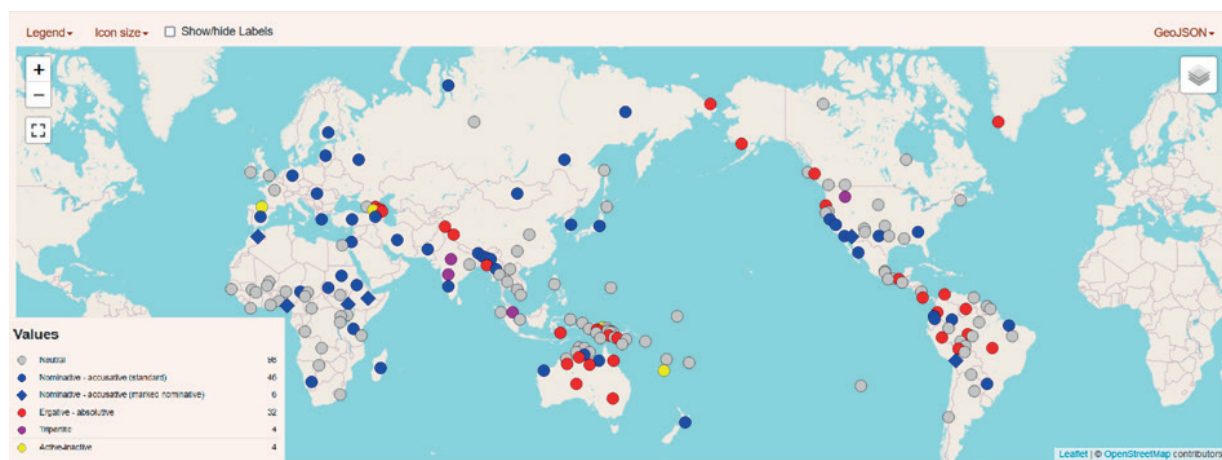 Legend▾ Icon size▾ Show/hide Labels GeoJSON▾
+
−
Values
Neutral 98
Nominative - accusative (standard) 46
Nominative - accusative (marked nominative) 6
Ergative - absolutive 32
Tripartite 4
Active-inactive 4
Leaflet | © OpenStreetMap contributors